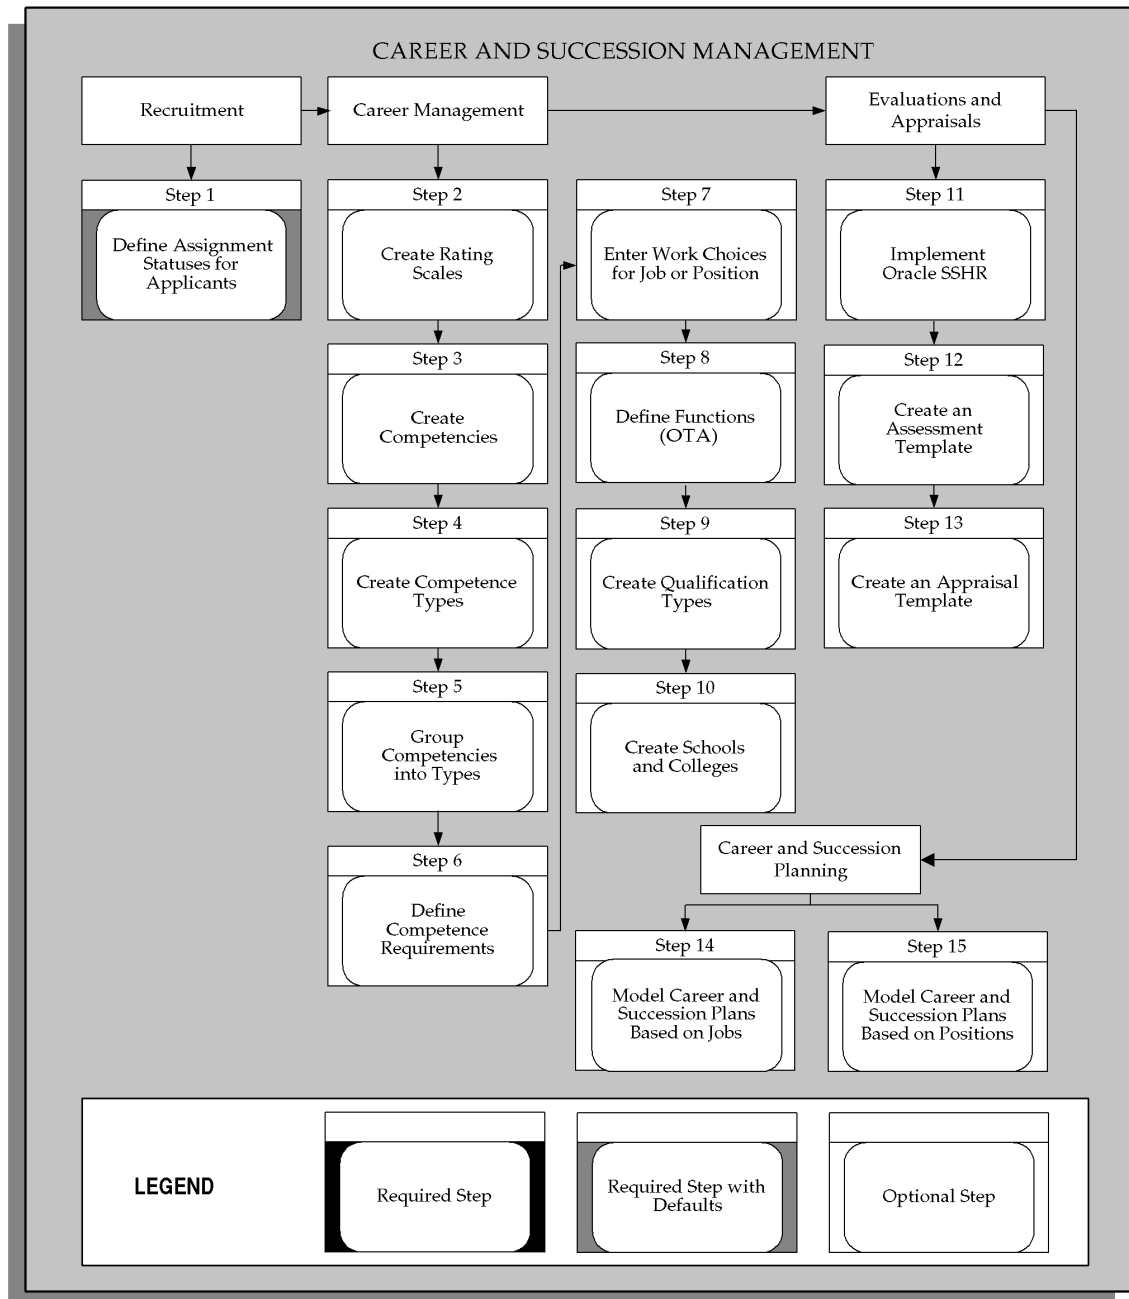 CAREER AND SUCCESSION MANAGEMENT
Recruitment
Career Management
Evaluations and
Appraisals
Step 1
Define Assignment
Statuses for
Applicants
Step 2
Create Rating
Scales
Step 3
Create
Competencies
Step 4
Create Competence
Types
Step 5
Group
Competencies
into Types
Step 6
Define
Competence
Requirements
Step 7
Enter Work Choices
for Job or Position
Step 8
Define Functions
(OTA)
Step 9
Create Qualification
Types
Step 10
Create Schools
and Colleges
Step 11
Implement
Oracle SSHR
Step 12
Create an
Assessment
Template
Step 13
Create an Appraisal
Template
Career and Succession
Planning
Step 14
Model Career and
Succession Plans
Based on Jobs
Step 15
Model Career and
Succession Plans
Based on Positions
LEGEND
Required Step
Required Step with
Defaults
Optional Step